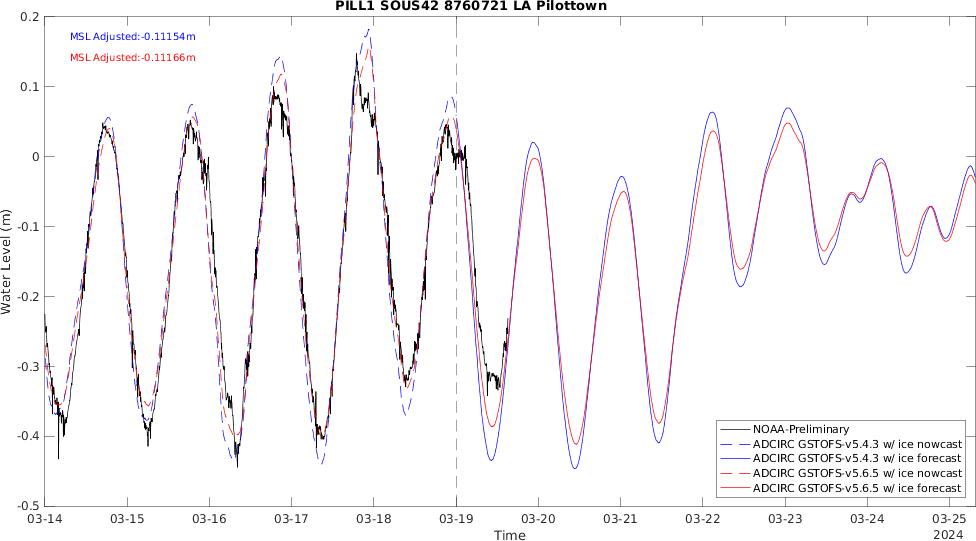 PILL1 SOUS42 8760721 LA Pilottown
MSL Adjusted:-0.11154m
MSL Adjusted:-0.11166m
0.2
0.1
0
-0.1
-0.2
-0.3
-0.4
-0.5
Water Level (m)
NOAA-Preliminary
ADCIRC GSTOFS-v5.4.3 w/ ice nowcast
ADCIRC GSTOFS-v5.4.3 w/ ice forecast
ADCIRC GSTOFS-v5.6.5 w/ ice nowcast
ADCIRC GSTOFS-v5.6.5 w/ ice forecast
03-14 03-15 03-16 03-17 03-18 03-19 03-20 03-21 03-22 03-23 03-24 03-25
2024
Time